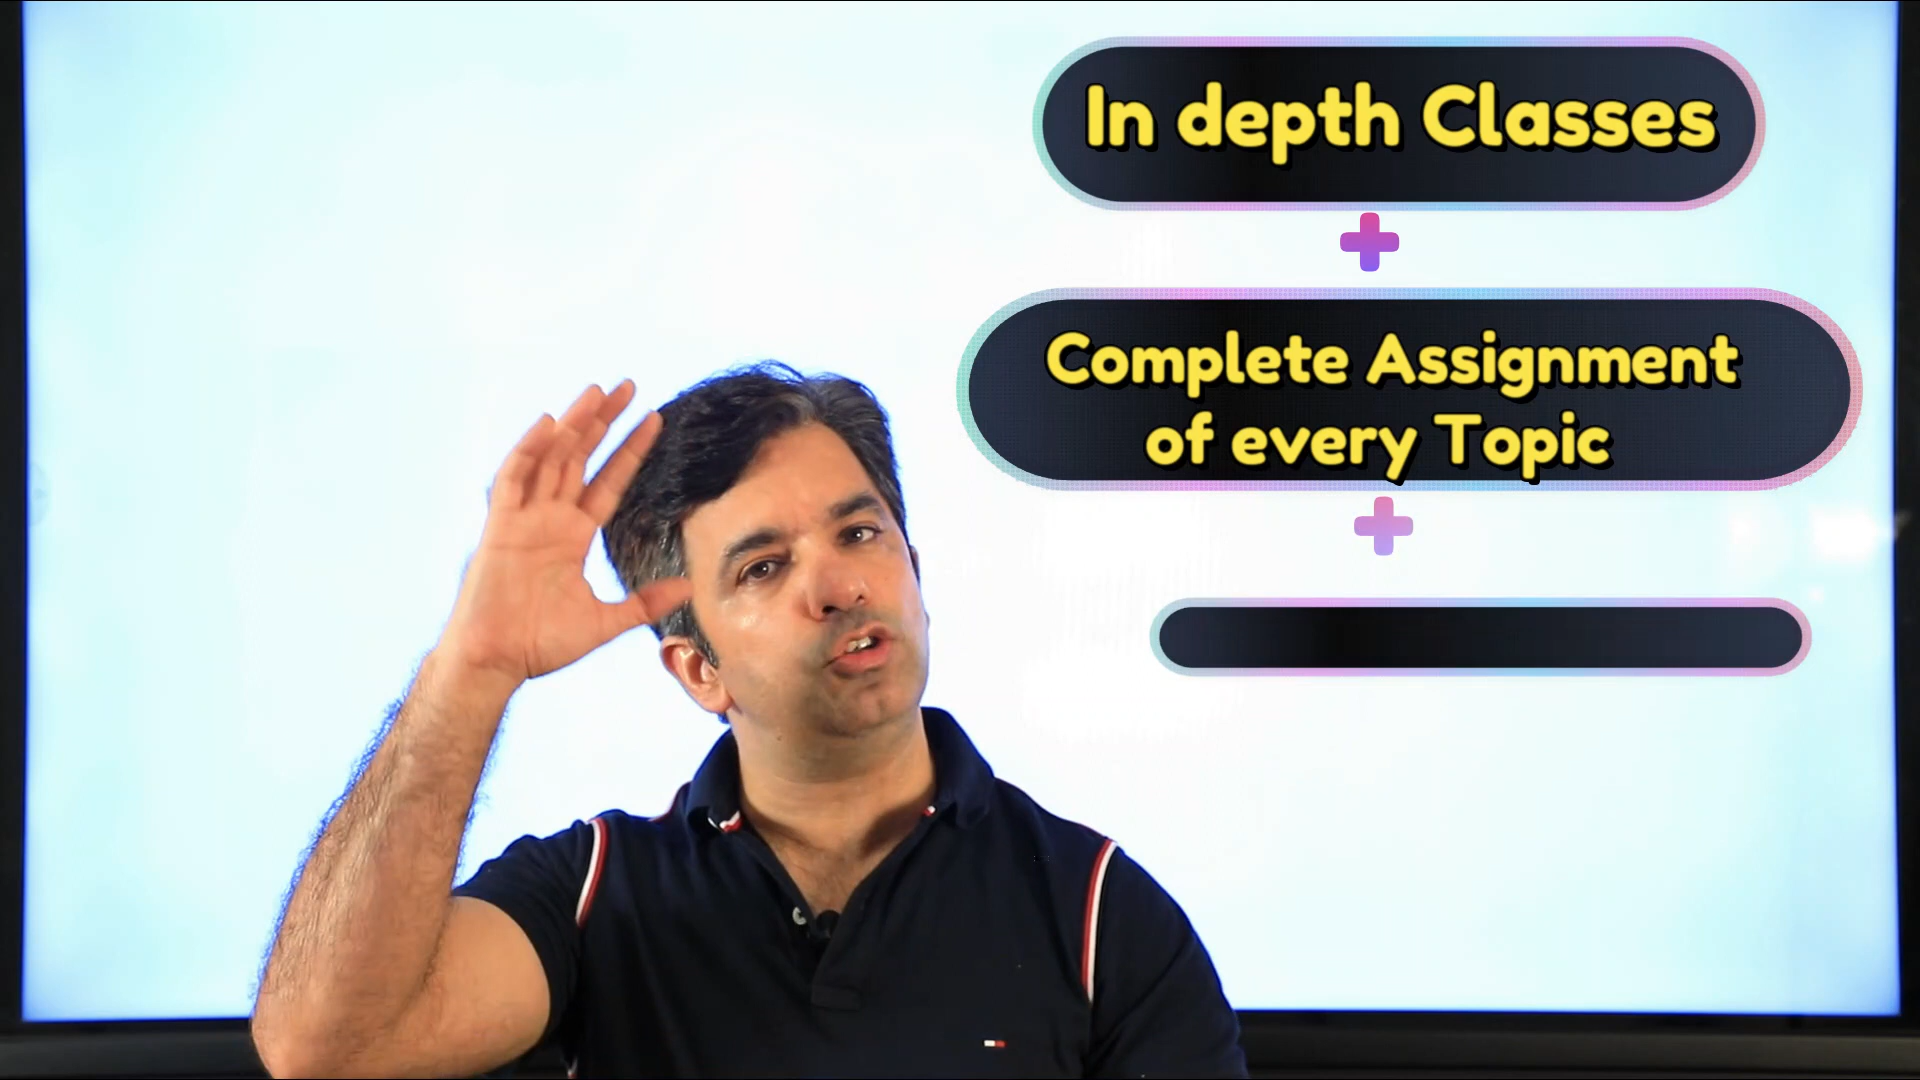 In depth Classes
Complete Assignment
of every Topic